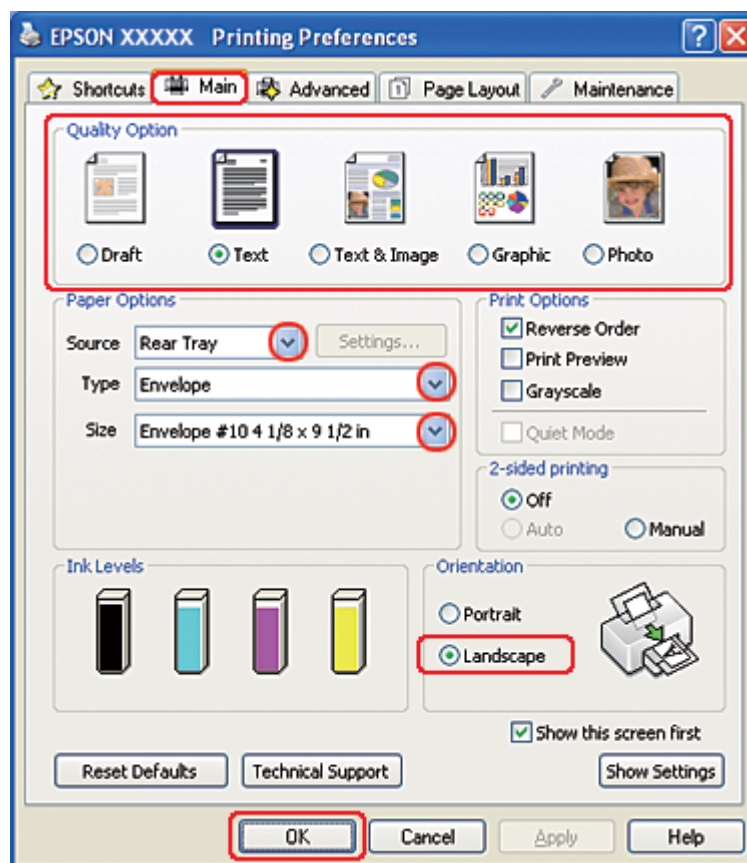 EPSON XXXXX Printing Preferences
Shortcuts Main Advanced 1 Page Layout Maintenance
Quality Option
Draft Text Text & Image Graphic Photo
Paper Options
Source Rear Tray Settings...
Type Envelope
Size Envelope #10 4 1/8 x 9 1/2 in
Print Options
Reverse Order
Print Preview
Grayscale
Quiet Mode
2-sided printing
Off
Auto Manual
Ink Levels
Orientation
Portrait
Landscape
Show this screen first
Reset Defaults Technical Support Show Settings
OK Cancel Apply Help